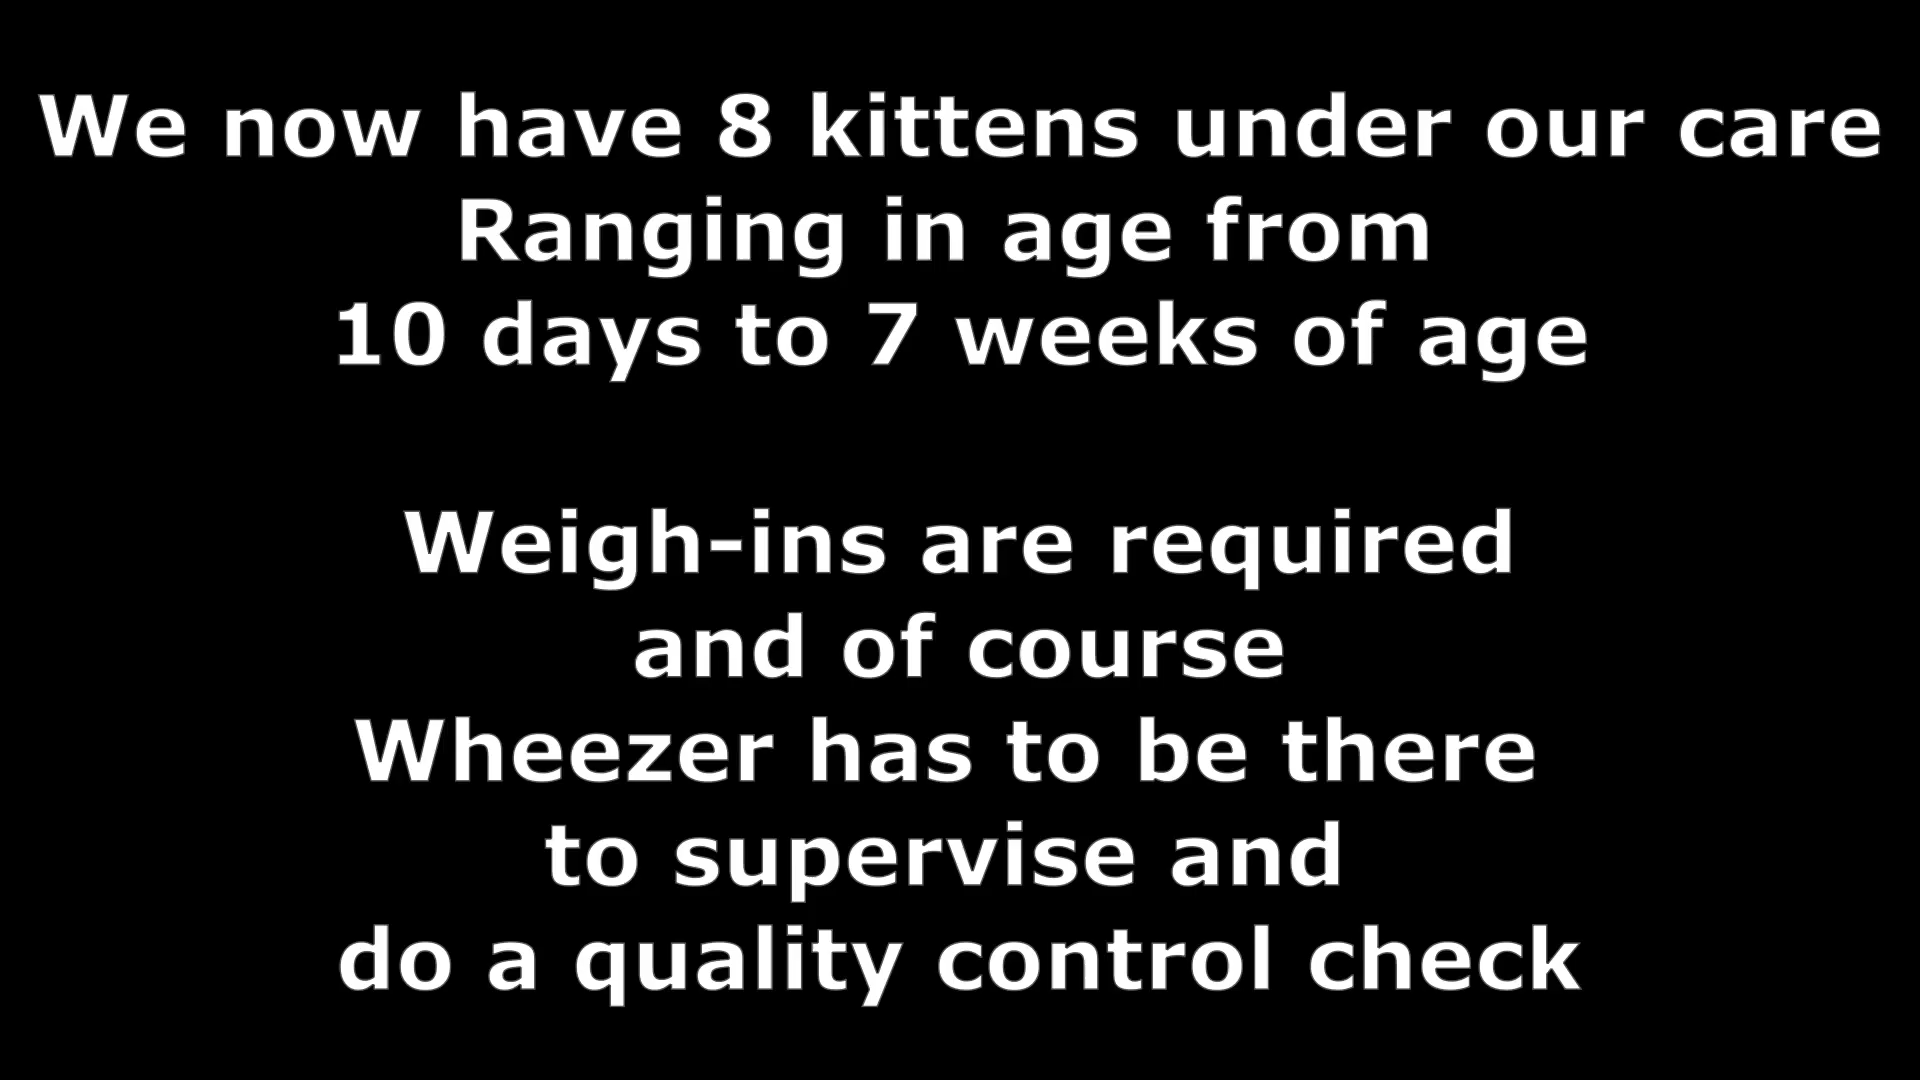 We now have 8 kittens under our care
Ranging in age from
10 days to 7 weeks of age
Weigh-ins are required
and of course
Wheezer has to be there
to supervise and
do a quality control check